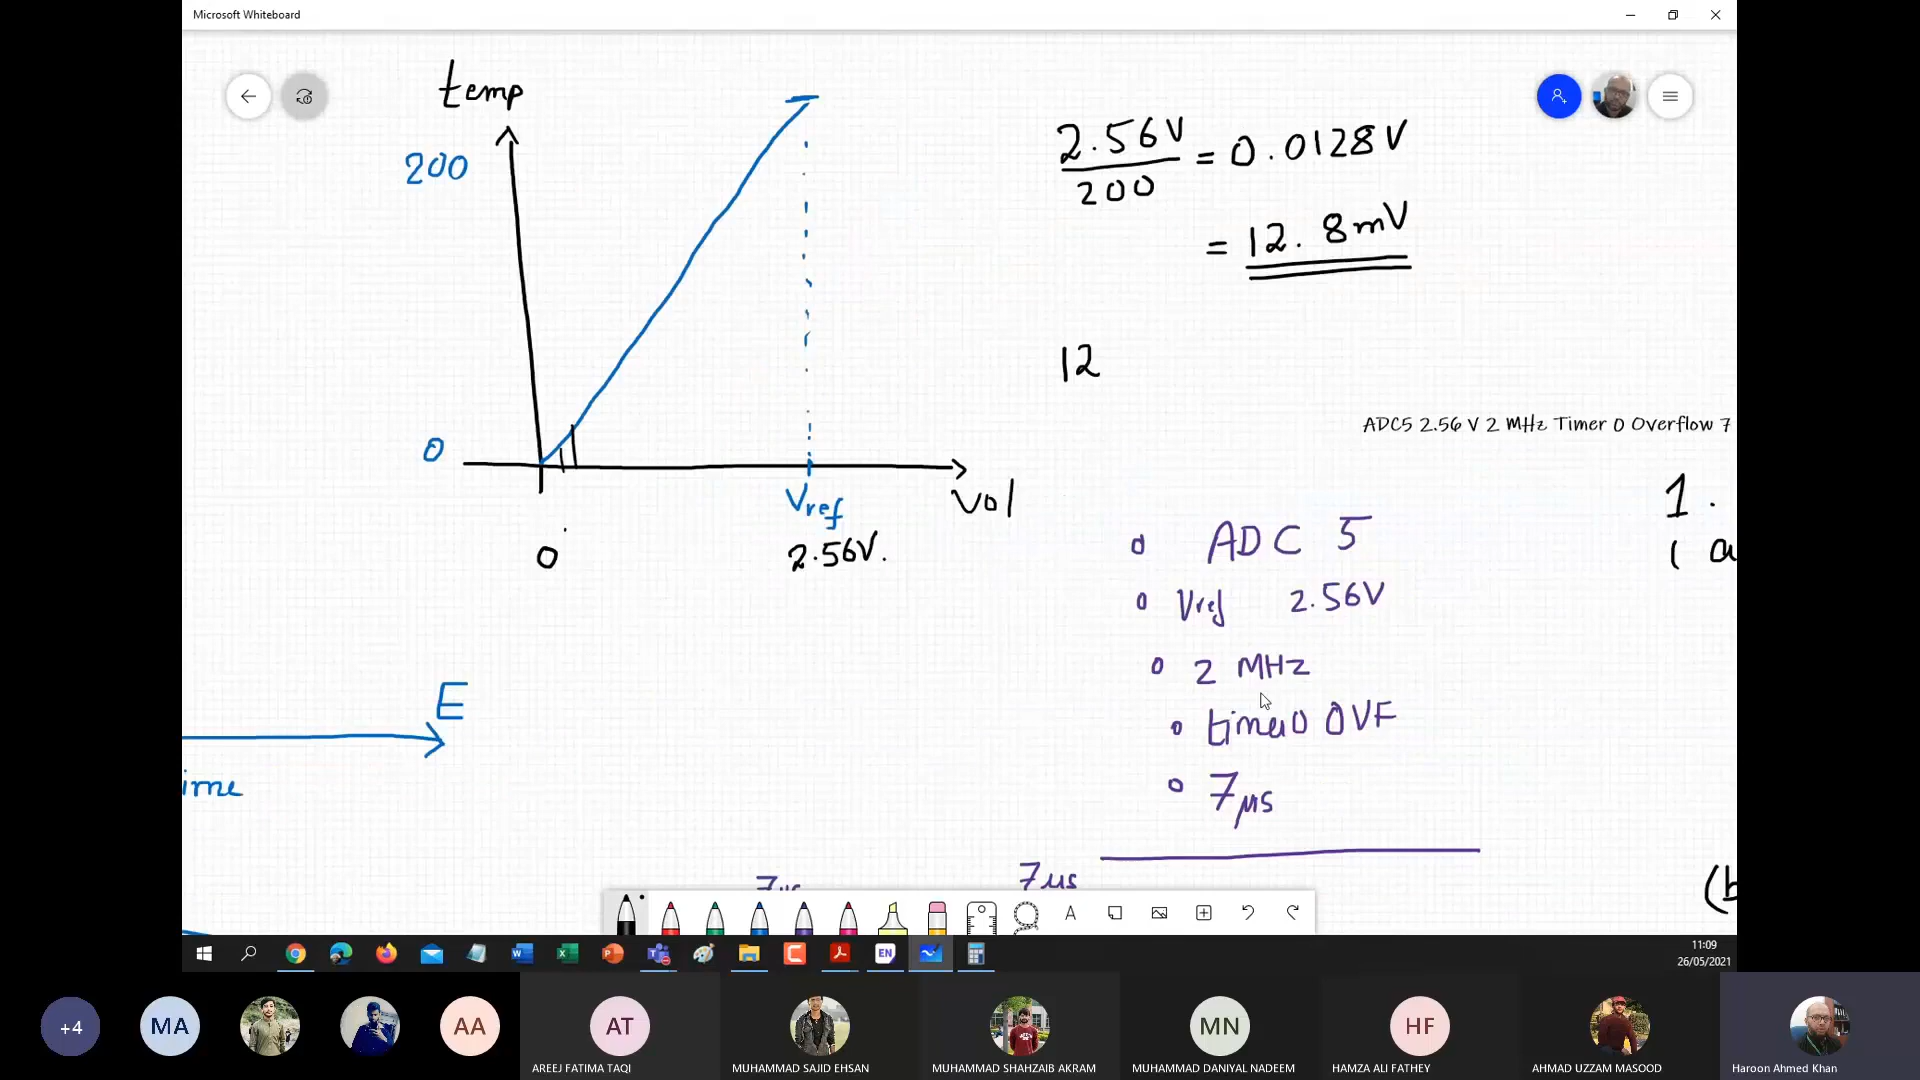 Microsoft Whiteboard
temp
200
0
Vref
Vol
0
2.56V.
2.56V
200
= 0.0128V
= 12.8mV
12
ADC5 2.56 V 2 MHz Timer 0 Overflow 7
1.
ADC 5
Vref 2.56V
2 MHz
timer0 OVF
7μs
E
ime
7μs
7μs
(b
A
EN
11:09
26/05/2021
+4
MA
AA
AT
MN
HF
AREEJ FATIMA TAQI
MUHAMMAD SAJID EHSAN
MUHAMMAD SHAHZAIB AKRAM
MUHAMMAD DANIYAL NADEEM
HAMZA ALI FATHEY
AHMAD UZZAM MASOOD
Haroon Ahmed Khan